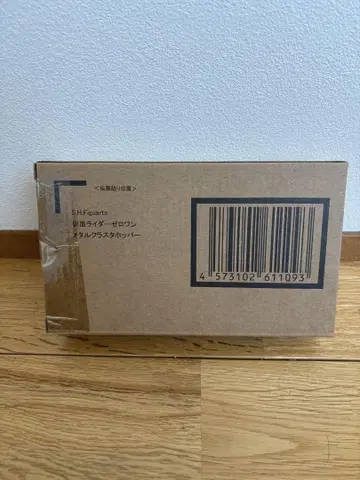 ＜伝票貼り位置＞
S.H.Figuarts
仮面ライダーゼロワン
メタルクラスタホッパー
4 573102 611093